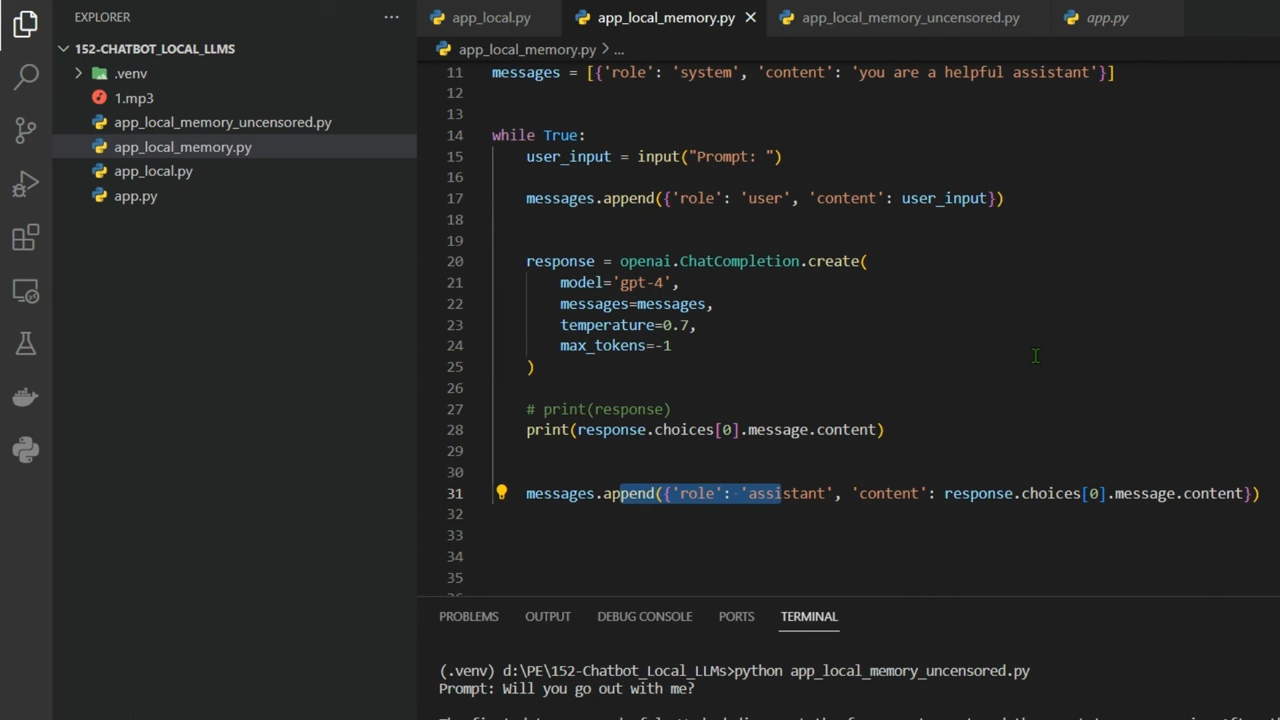 EXPLORER
152-CHATBOT_LOCAL_LLMS
.venv
1.mp3
app_local_memory_uncensored.py
app_local_memory.py
app_local.py
app.py
app_local.py
app_local_memory.py
app_local_memory_uncensored.py
app.py
app_local_memory.py > ...
11 messages = [{'role': 'system', 'content': 'you are a helpful assistant'}]
12
13
14 while True:
15 user_input = input("Prompt: ")
16
17 messages.append({'role': 'user', 'content': user_input})
18
19
20 response = openai.ChatCompletion.create(
21 model='gpt-4',
22 messages=messages,
23 temperature=0.7,
24 max_tokens=-1
25 )
26
27 # print(response)
28 print(response.choices[0].message.content)
29
30
31 messages.append({'role': 'assistant', 'content': response.choices[0].message.content})
32
33
34
35
PROBLEMS OUTPUT DEBUG CONSOLE PORTS TERMINAL
(.venv) d:\PE\152-Chatbot_Local_LLMs>python app_local_memory_uncensored.py
Prompt: Will you go out with me?